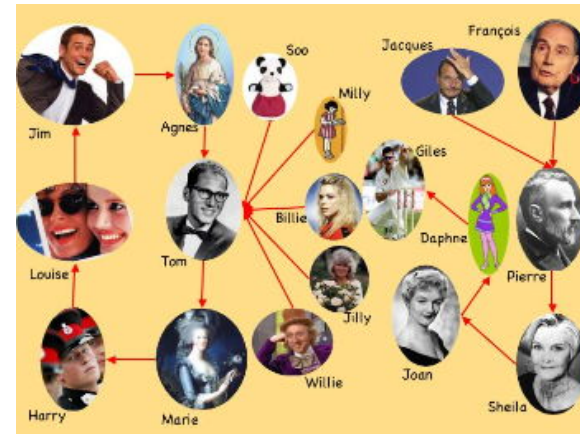 Soo
Jacques
François
Milly
Jim
Agnes
Giles
Billie
Daphne
Louise
Tom
Pierre
Jilly
Joan
Willie
Harry
Marie
Sheila